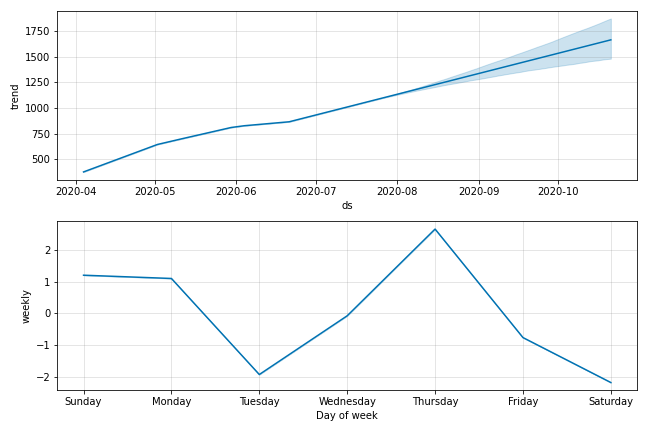 1750
1500
1250
1000
750
500
trend
2020-04 2020-05 2020-06 2020-07 2020-08 2020-09 2020-10
ds
2
1
0
−1
−2
weekly
Sunday Monday Tuesday Wednesday Thursday Friday Saturday
Day of week